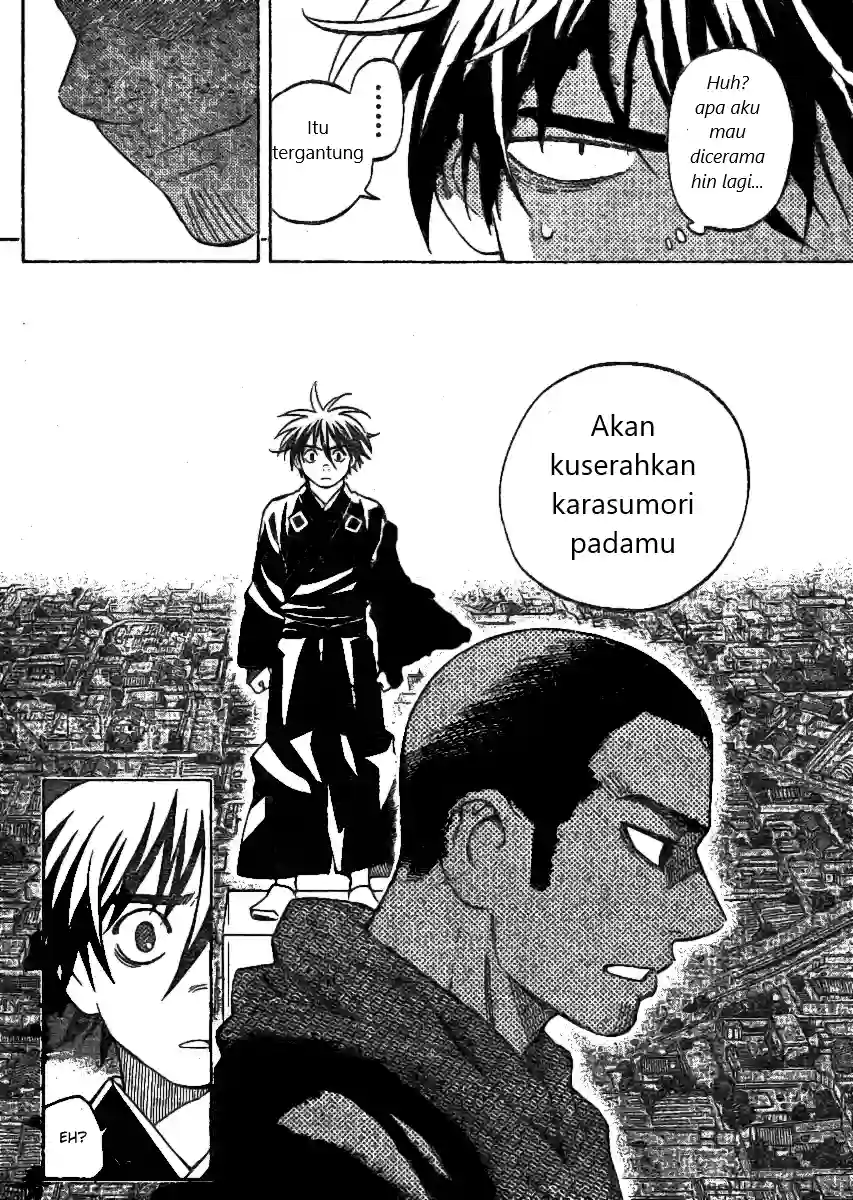 Huh?
apa aku
mau
dicerama
hin lagi...
......
Itu
tergantung
Akan
kuserahkan
karasumori
padamu
EH?